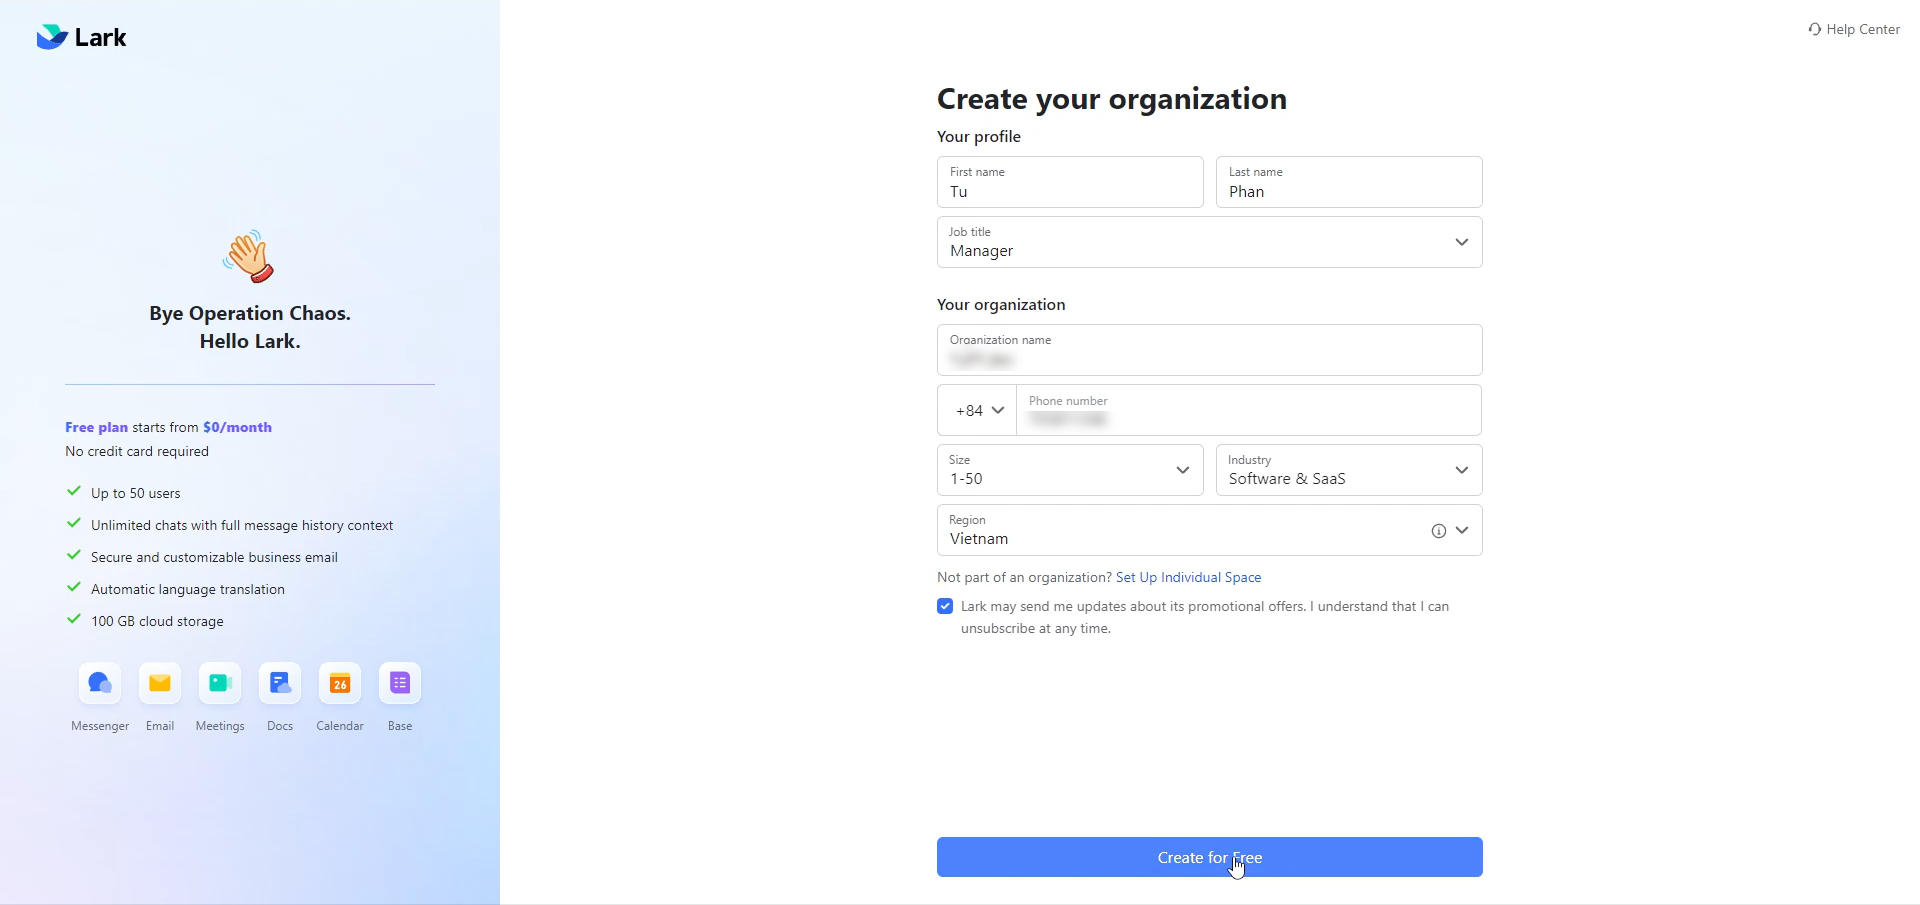 Lark
Help Center
Bye Operation Chaos.
Hello Lark.
Free plan starts from $0/month
No credit card required
Up to 50 users
Unlimited chats with full message history context
Secure and customizable business email
Automatic language translation
100 GB cloud storage
26
Messenger Email Meetings Docs Calendar Base
Create your organization
Your profile
First name
Tu
Last name
Phan
Job title
Manager
Your organization
Organization name
+84
Phone number
Size
1-50
Industry
Software & SaaS
Region
Vietnam
Not part of an organization? Set Up Individual Space
Lark may send me updates about its promotional offers. I understand that I can
unsubscribe at any time.
Create for Free